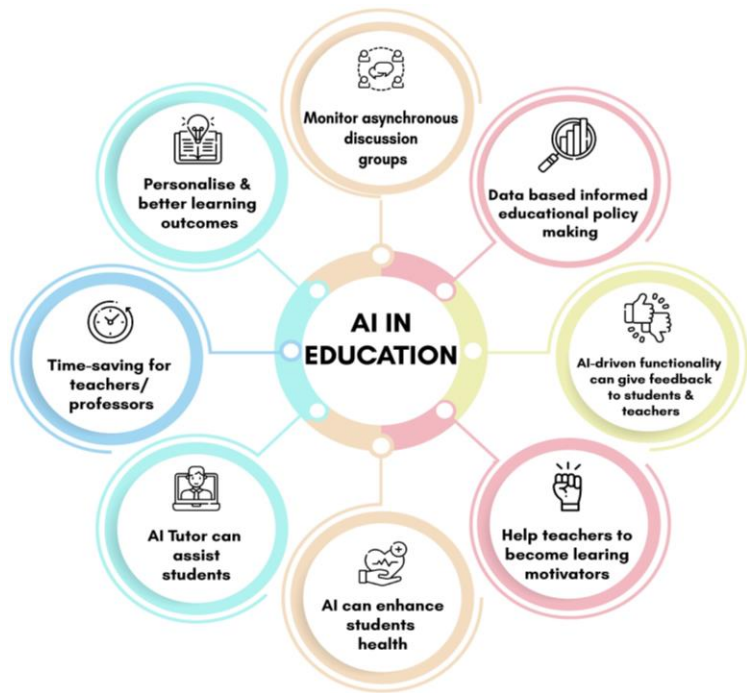 Monitor asynchronous
discussion
groups
Data based informed
educational policy
making
AI-driven functionality
can give feedback
to students &
teachers
Help teachers to
become learing
motivators
AI can enhance
students
health
AI Tutor can
assist
students
Time-saving for
teachers/
professors
Personalise &
better learning
outcomes
AI IN
EDUCATION